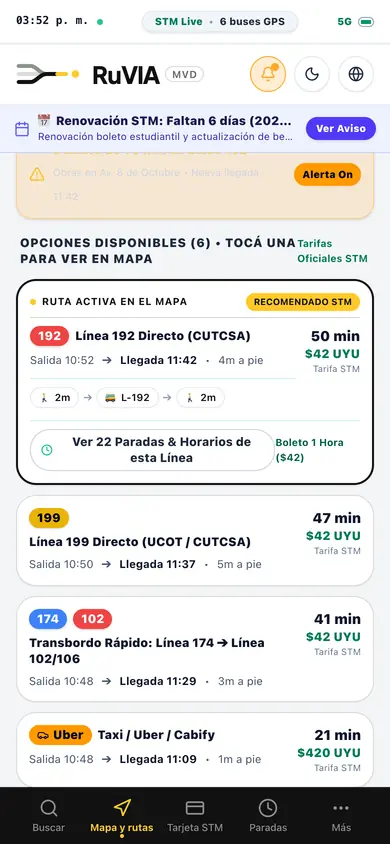 03:52 p. m.
STM Live • 6 buses GPS
5G
RuVIA MVD
📅 Renovación STM: Faltan 6 días (202...
Renovación boleto estudiantil y actualización de be...
Ver Aviso
Obras en Av. 8 de Octubre • Nueva llegada
11:42
Alerta On
OPCIONES DISPONIBLES (6) • TOCÁ UNA
PARA VER EN MAPA
Tarifas
Oficiales STM
RUTA ACTIVA EN EL MAPA
RECOMENDADO STM
192 Línea 192 Directo (CUTCSA)
50 min
$42 UYU
Tarifa STM
Salida 10:52 → Llegada 11:42 • 4m a pie
🚶 2m → 🚌 L-192 → 🚶 2m
Ver 22 Paradas & Horarios de
esta Línea
Boleto 1 Hora
($42)
199
Línea 199 Directo (UCOT / CUTCSA)
47 min
$42 UYU
Tarifa STM
Salida 10:50 → Llegada 11:37 • 5m a pie
174 102
Transbordo Rápido: Línea 174 ➔ Línea
102/106
41 min
$42 UYU
Tarifa STM
Salida 10:48 → Llegada 11:29 • 3m a pie
Uber Taxi / Uber / Cabify
21 min
$420 UYU
Tarifa STM
Salida 10:48 → Llegada 11:09 • 1m a pie
Buscar
Mapa y rutas
Tarjeta STM
Paradas
Más